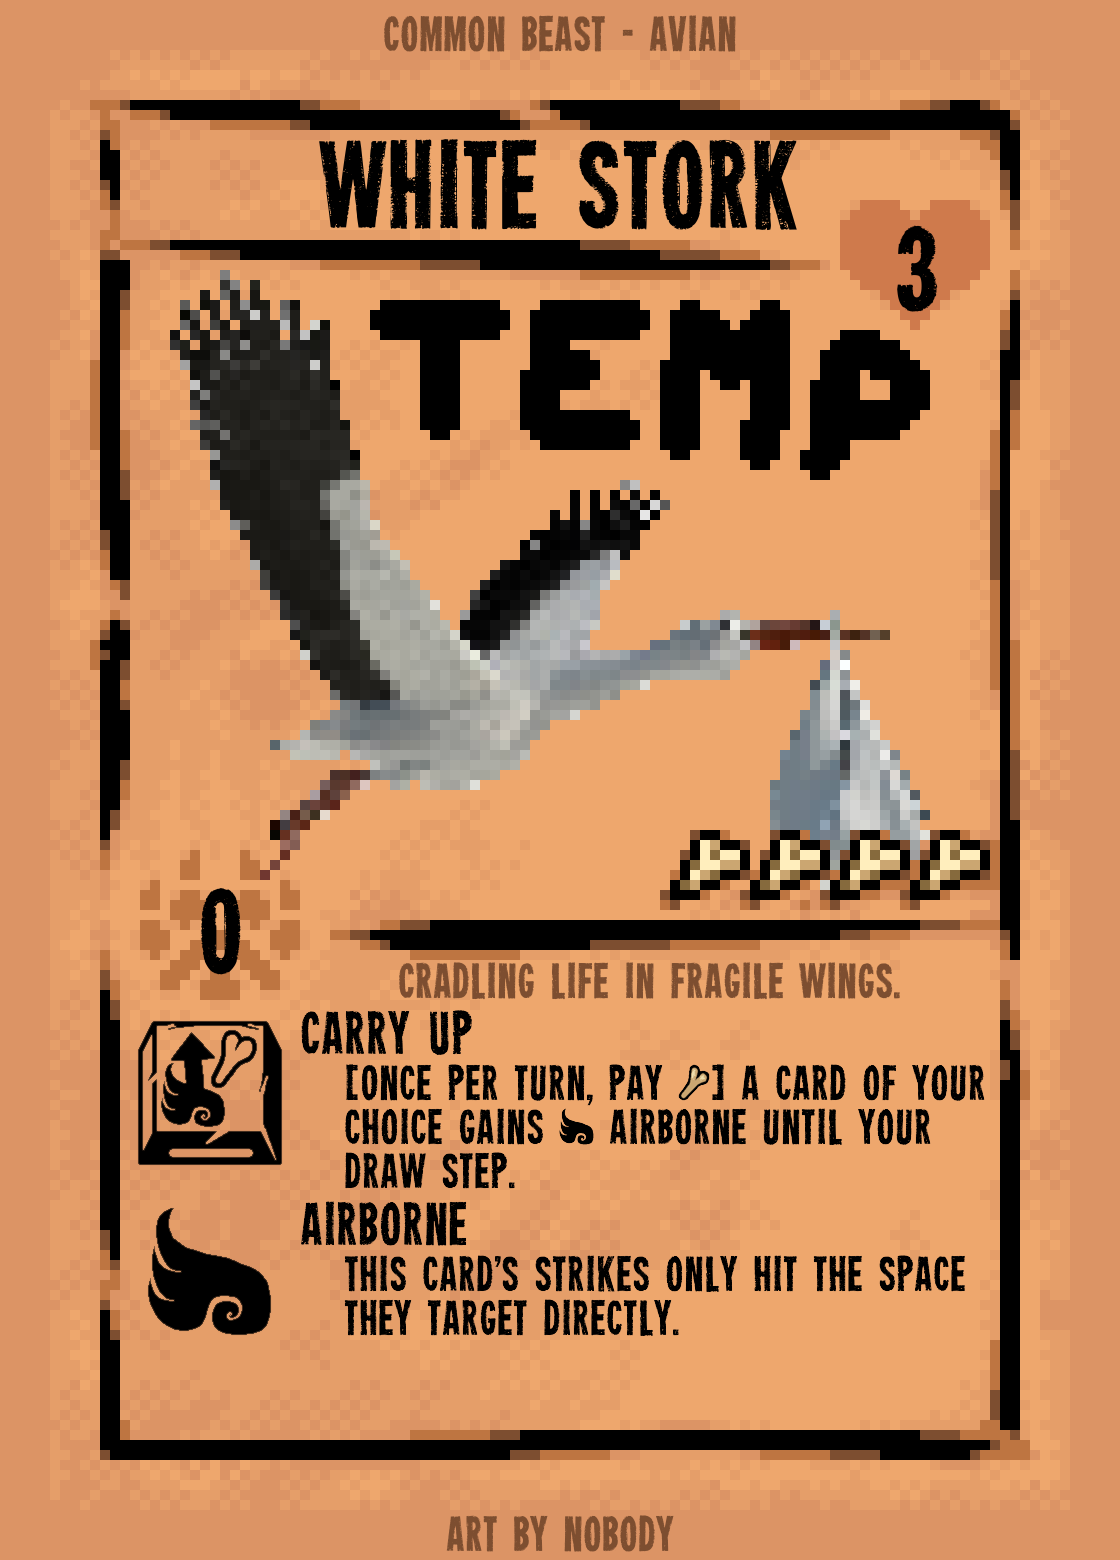 COMMON BEAST - AVIAN
WHITE STORK
3
TEMP
0
CRADLING LIFE IN FRAGILE WINGS.
CARRY UP
[ONCE PER TURN, PAY ] A CARD OF YOUR
CHOICE GAINS AIRBORNE UNTIL YOUR
DRAW STEP.
AIRBORNE
THIS CARD'S STRIKES ONLY HIT THE SPACE
THEY TARGET DIRECTLY.
ART BY NOBODY